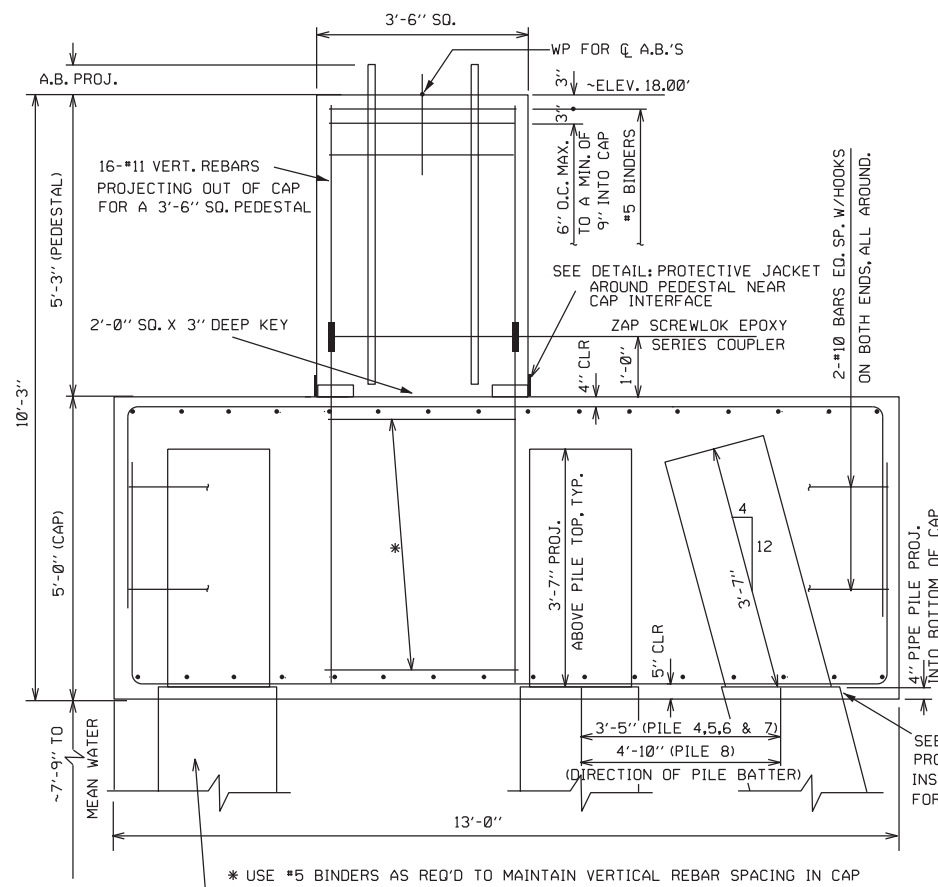 3'-6" SQ.
WP FOR ℄ A.B.'S
A.B. PROJ.
3"
~ELEV. 18.00'
3"
16-#11 VERT. REBARS
PROJECTING OUT OF CAP
FOR A 3'-6" SQ. PEDESTAL
6" O.C. MAX.
TO A MIN. OF
9" INTO CAP
#5 BINDERS
2-#10 BARS EQ. SP. W/HOOKS
ON BOTH ENDS, ALL AROUND.
5'-3" (PEDESTAL)
10'-3"
SEE DETAIL: PROTECTIVE JACKET
AROUND PEDESTAL NEAR
CAP INTERFACE
2'-0" SQ. X 3" DEEP KEY
ZAP SCREWLOK EPOXY
SERIES COUPLER
4" CLR
1'-0"
5'-0" (CAP)
*
3'-7" PROJ.
ABOVE PILE TOP, TYP.
4
12
3'-7"
5" CLR
4" PIPE PILE PROJ.
INTO BOTTOM OF CAP
~7'-9" TO
MEAN WATER
3'-5" (PILE 4,5,6 & 7)
4'-10" (PILE 8)
(DIRECTION OF PILE BATTER)
SEE
PRO
INS
FOR
13'-0"
* USE #5 BINDERS AS REQ'D TO MAINTAIN VERTICAL REBAR SPACING IN CAP